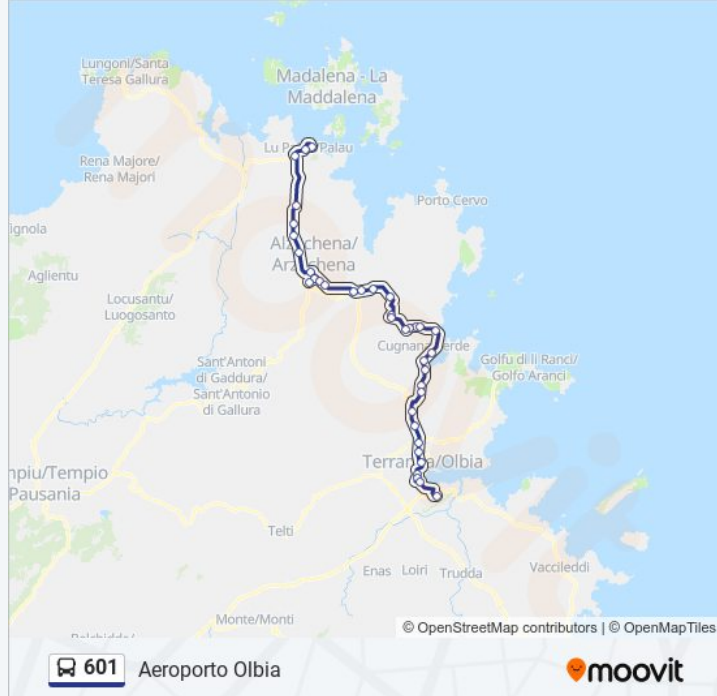 Lungoni/Santa
Teresa Gallura
Madalena - La
Maddalena
Rena Majore/
Rena Majori
Porto Cervo
Aglientu
Locusantu/
Luogosanto
Cugnana
Sant'Antoni
di Gaddura/
Sant'Antonio
di Gallura
Golfu di li Ranci/
Golfo Aranci
Pausania
Telti
Enas
Loiri
Trudda
Vaccileddi
Monte/Monti
© OpenStreetMap contributors | © OpenMapTiles
601
Aeroporto Olbia
moovit